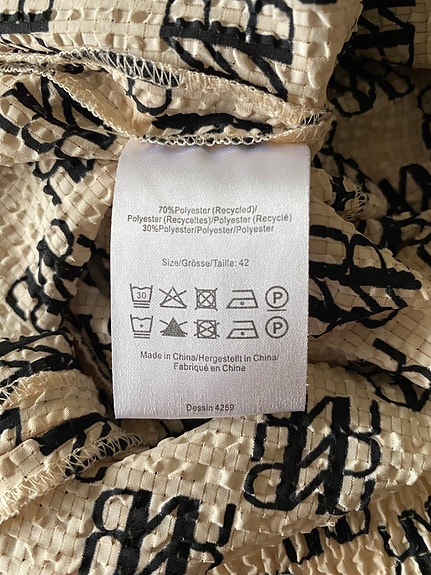 70%Polyester (Recycled)/
Polyester (Recyceltes)/Polyester (Recyclé)
30%Polyester/Polyester/Polyester
Size/Grösse/Taille: 42
30 P
P
Made in China/Hergestellt in China/
Fabriqué en Chine
Dessin 4259